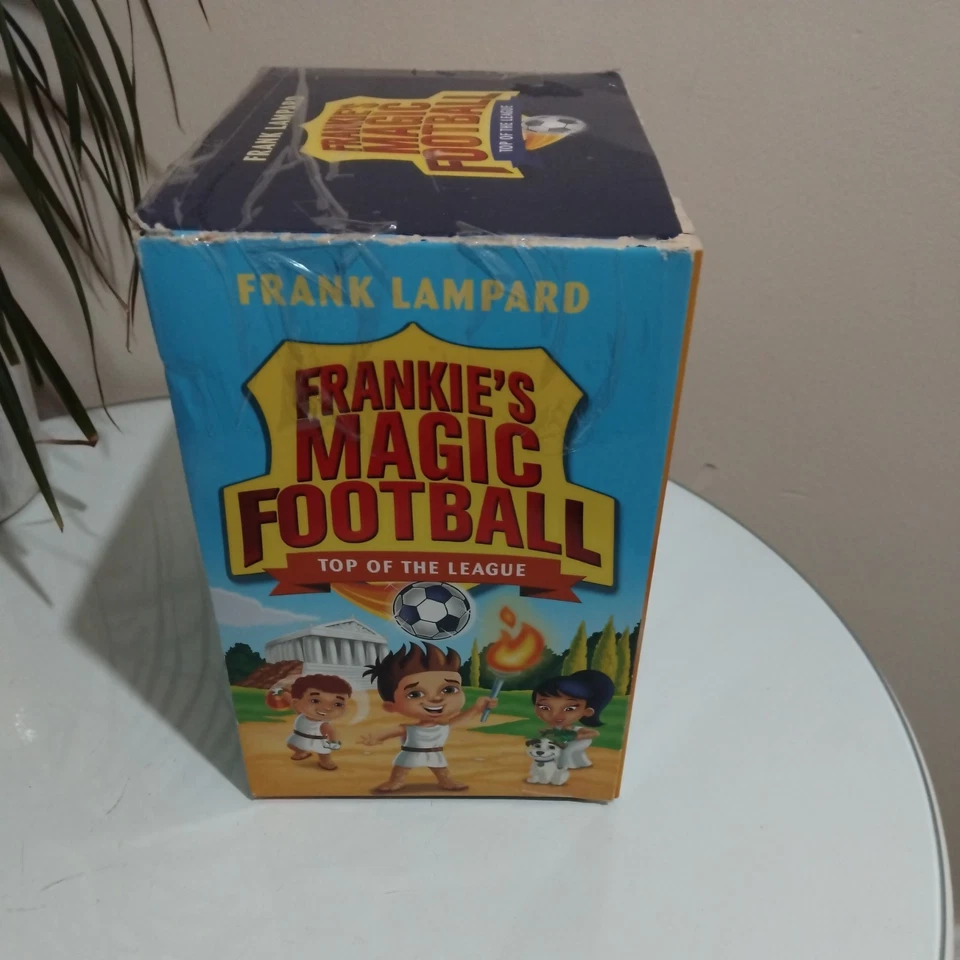 FRANK LAMPARD
FRANKIE'S
MAGIC
FOOTBALL
TOP OF THE LEAGUE
FRANK LAMPARD
FRANKIE'S
MAGIC
FOOTBALL
TOP OF THE LEAGUE